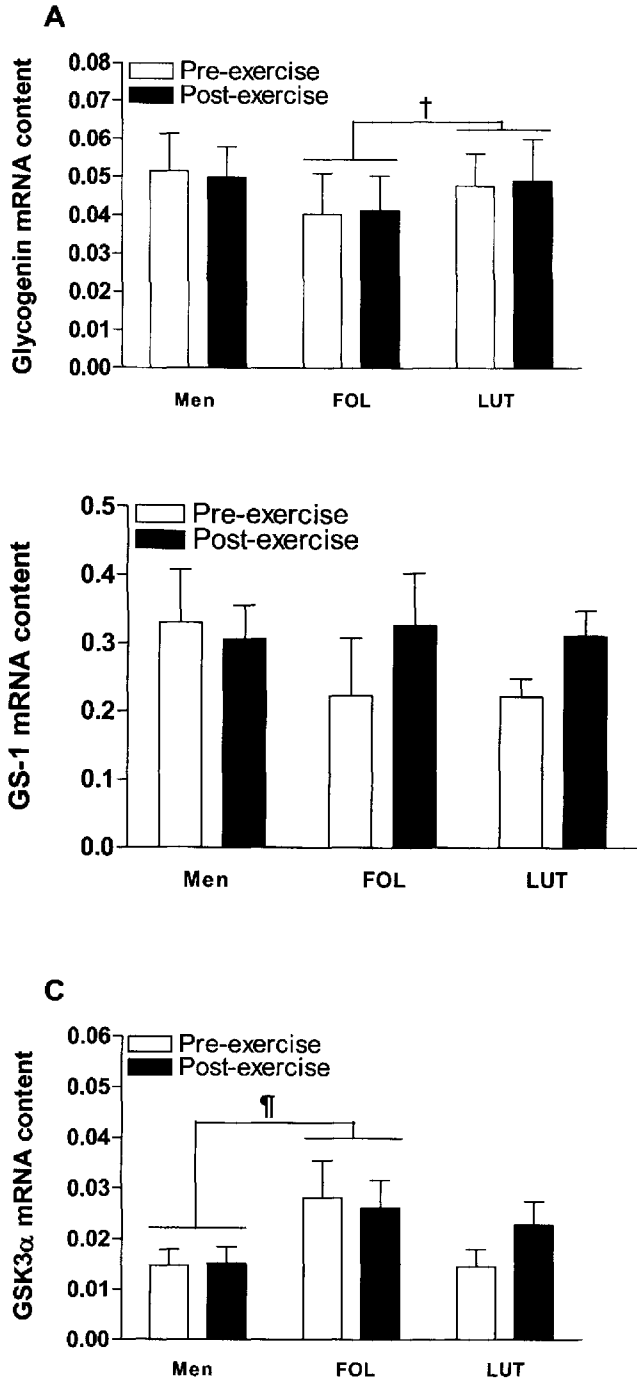 A
Glycogenin mRNA content
0.08
0.07
0.06
0.05
0.04
0.03
0.02
0.01
0.00
Pre-exercise
Post-exercise
†
Men FOL LUT
GS-1 mRNA content
0.5
0.4
0.3
0.2
0.1
0.0
Pre-exercise
Post-exercise
Men FOL LUT
C
GSK3α mRNA content
0.06
0.05
0.04
0.03
0.02
0.01
0.00
Pre-exercise
Post-exercise
¶
Men FOL LUT